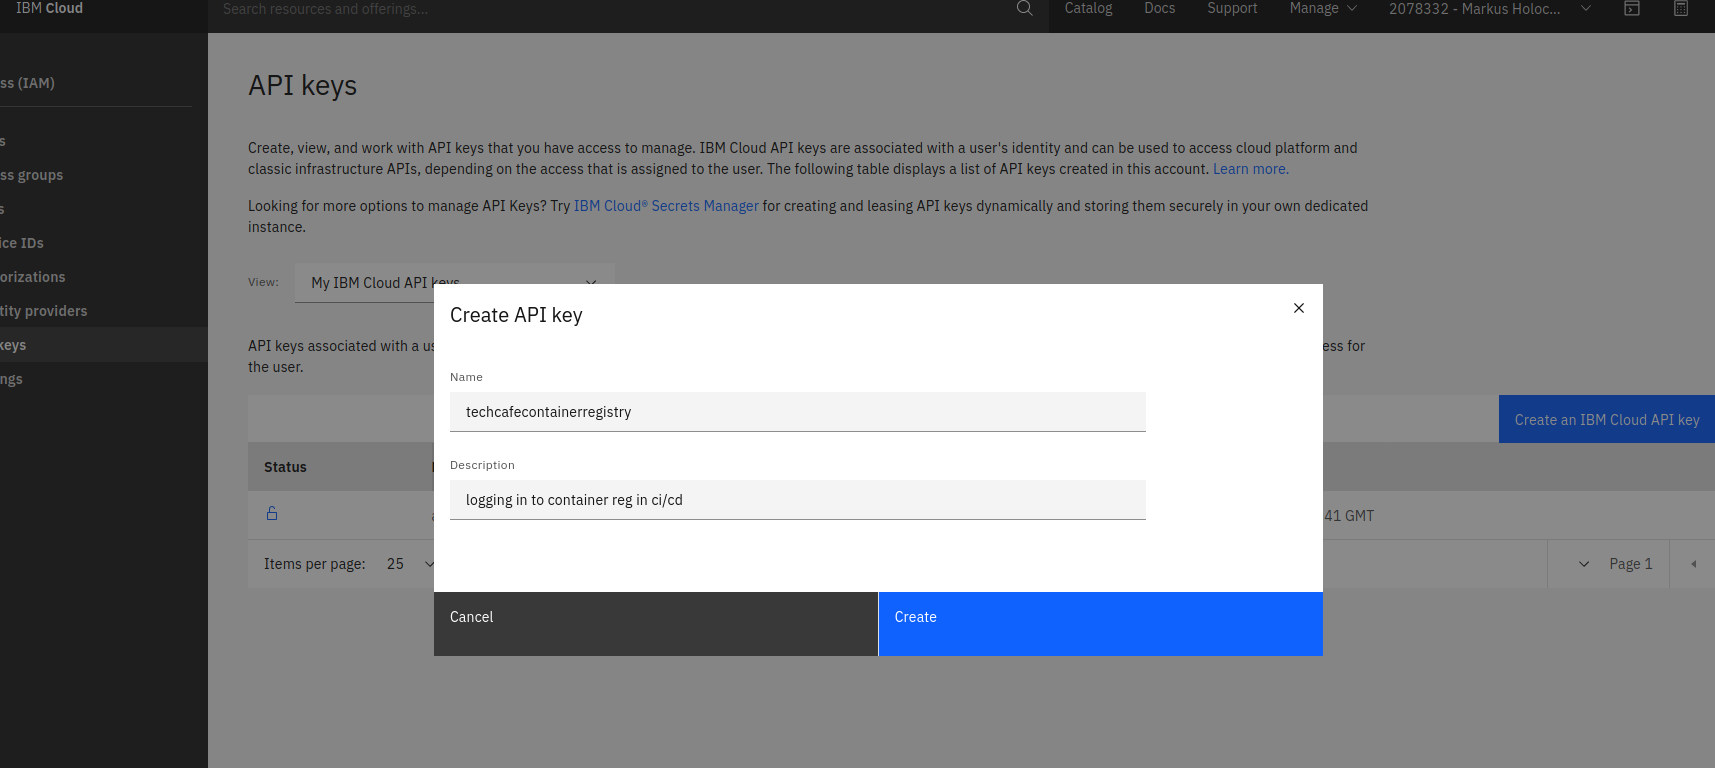 IBM Cloud
Search resources and offerings...
Catalog
Docs
Support
Manage
2078332 - Markus Holoc...
ss (IAM)
s
ss groups
s
ice IDs
orizations
tity providers
keys
ngs
API keys
Create, view, and work with API keys that you have access to manage. IBM Cloud API keys are associated with a user's identity and can be used to access cloud platform and
classic infrastructure APIs, depending on the access that is assigned to the user. The following table displays a list of API keys created in this account. Learn more.
Looking for more options to manage API Keys? Try IBM Cloud® Secrets Manager for creating and leasing API keys dynamically and storing them securely in your own dedicated
instance.
View:
My IBM Cloud API keys
API keys associated with a us
ess for
the user.
Create an IBM Cloud API key
Status
41 GMT
Items per page:
25
Page 1
Create API key
Name
techcafecontainerregistry
Description
logging in to container reg in ci/cd
Cancel
Create